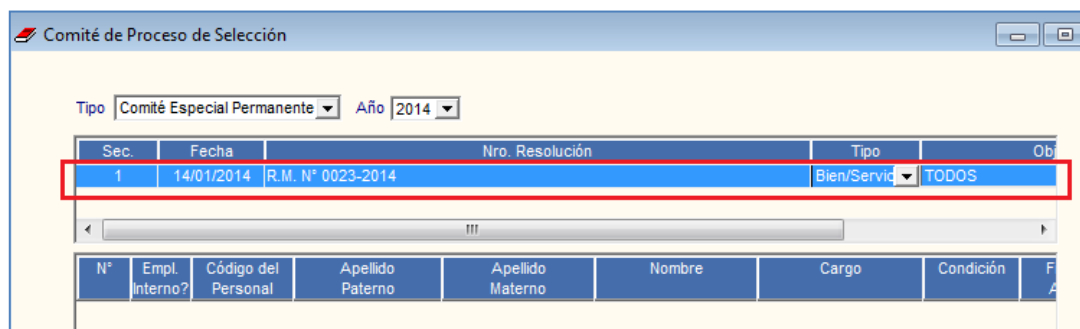 Comité de Proceso de Selección
Tipo Comité Especial Permanente Año 2014
Sec. Fecha Nro. Resolución Tipo Obj
1 14/01/2014 R.M. N° 0023-2014 Bien/Servic TODOS
N° Empl. Código del Apellido Apellido Nombre Cargo Condición F
Interno? Personal Paterno Materno A